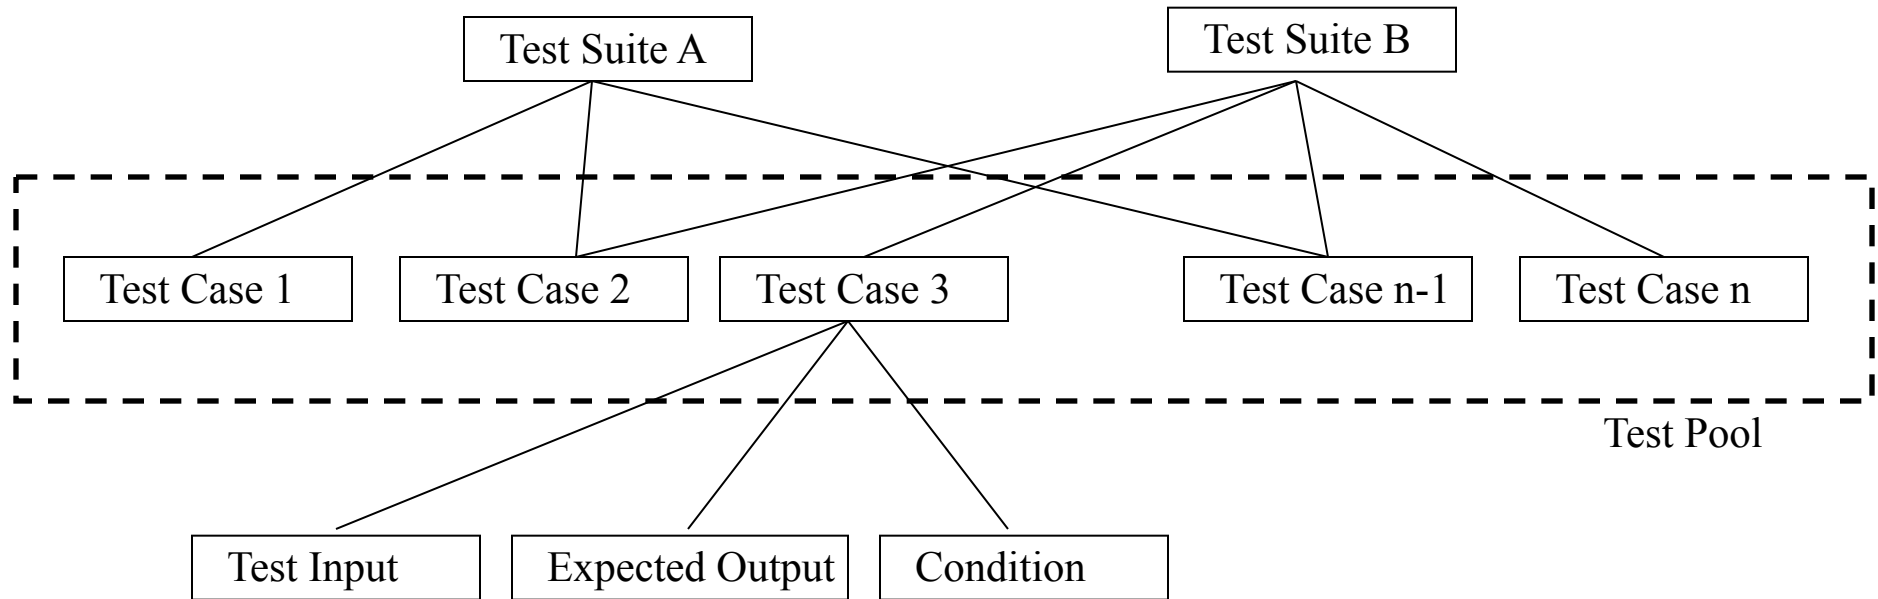 Test Suite A
Test Suite B
Test Case 1
Test Case 2
Test Case 3
Test Case n-1
Test Case n
Test Pool
Test Input
Expected Output
Condition